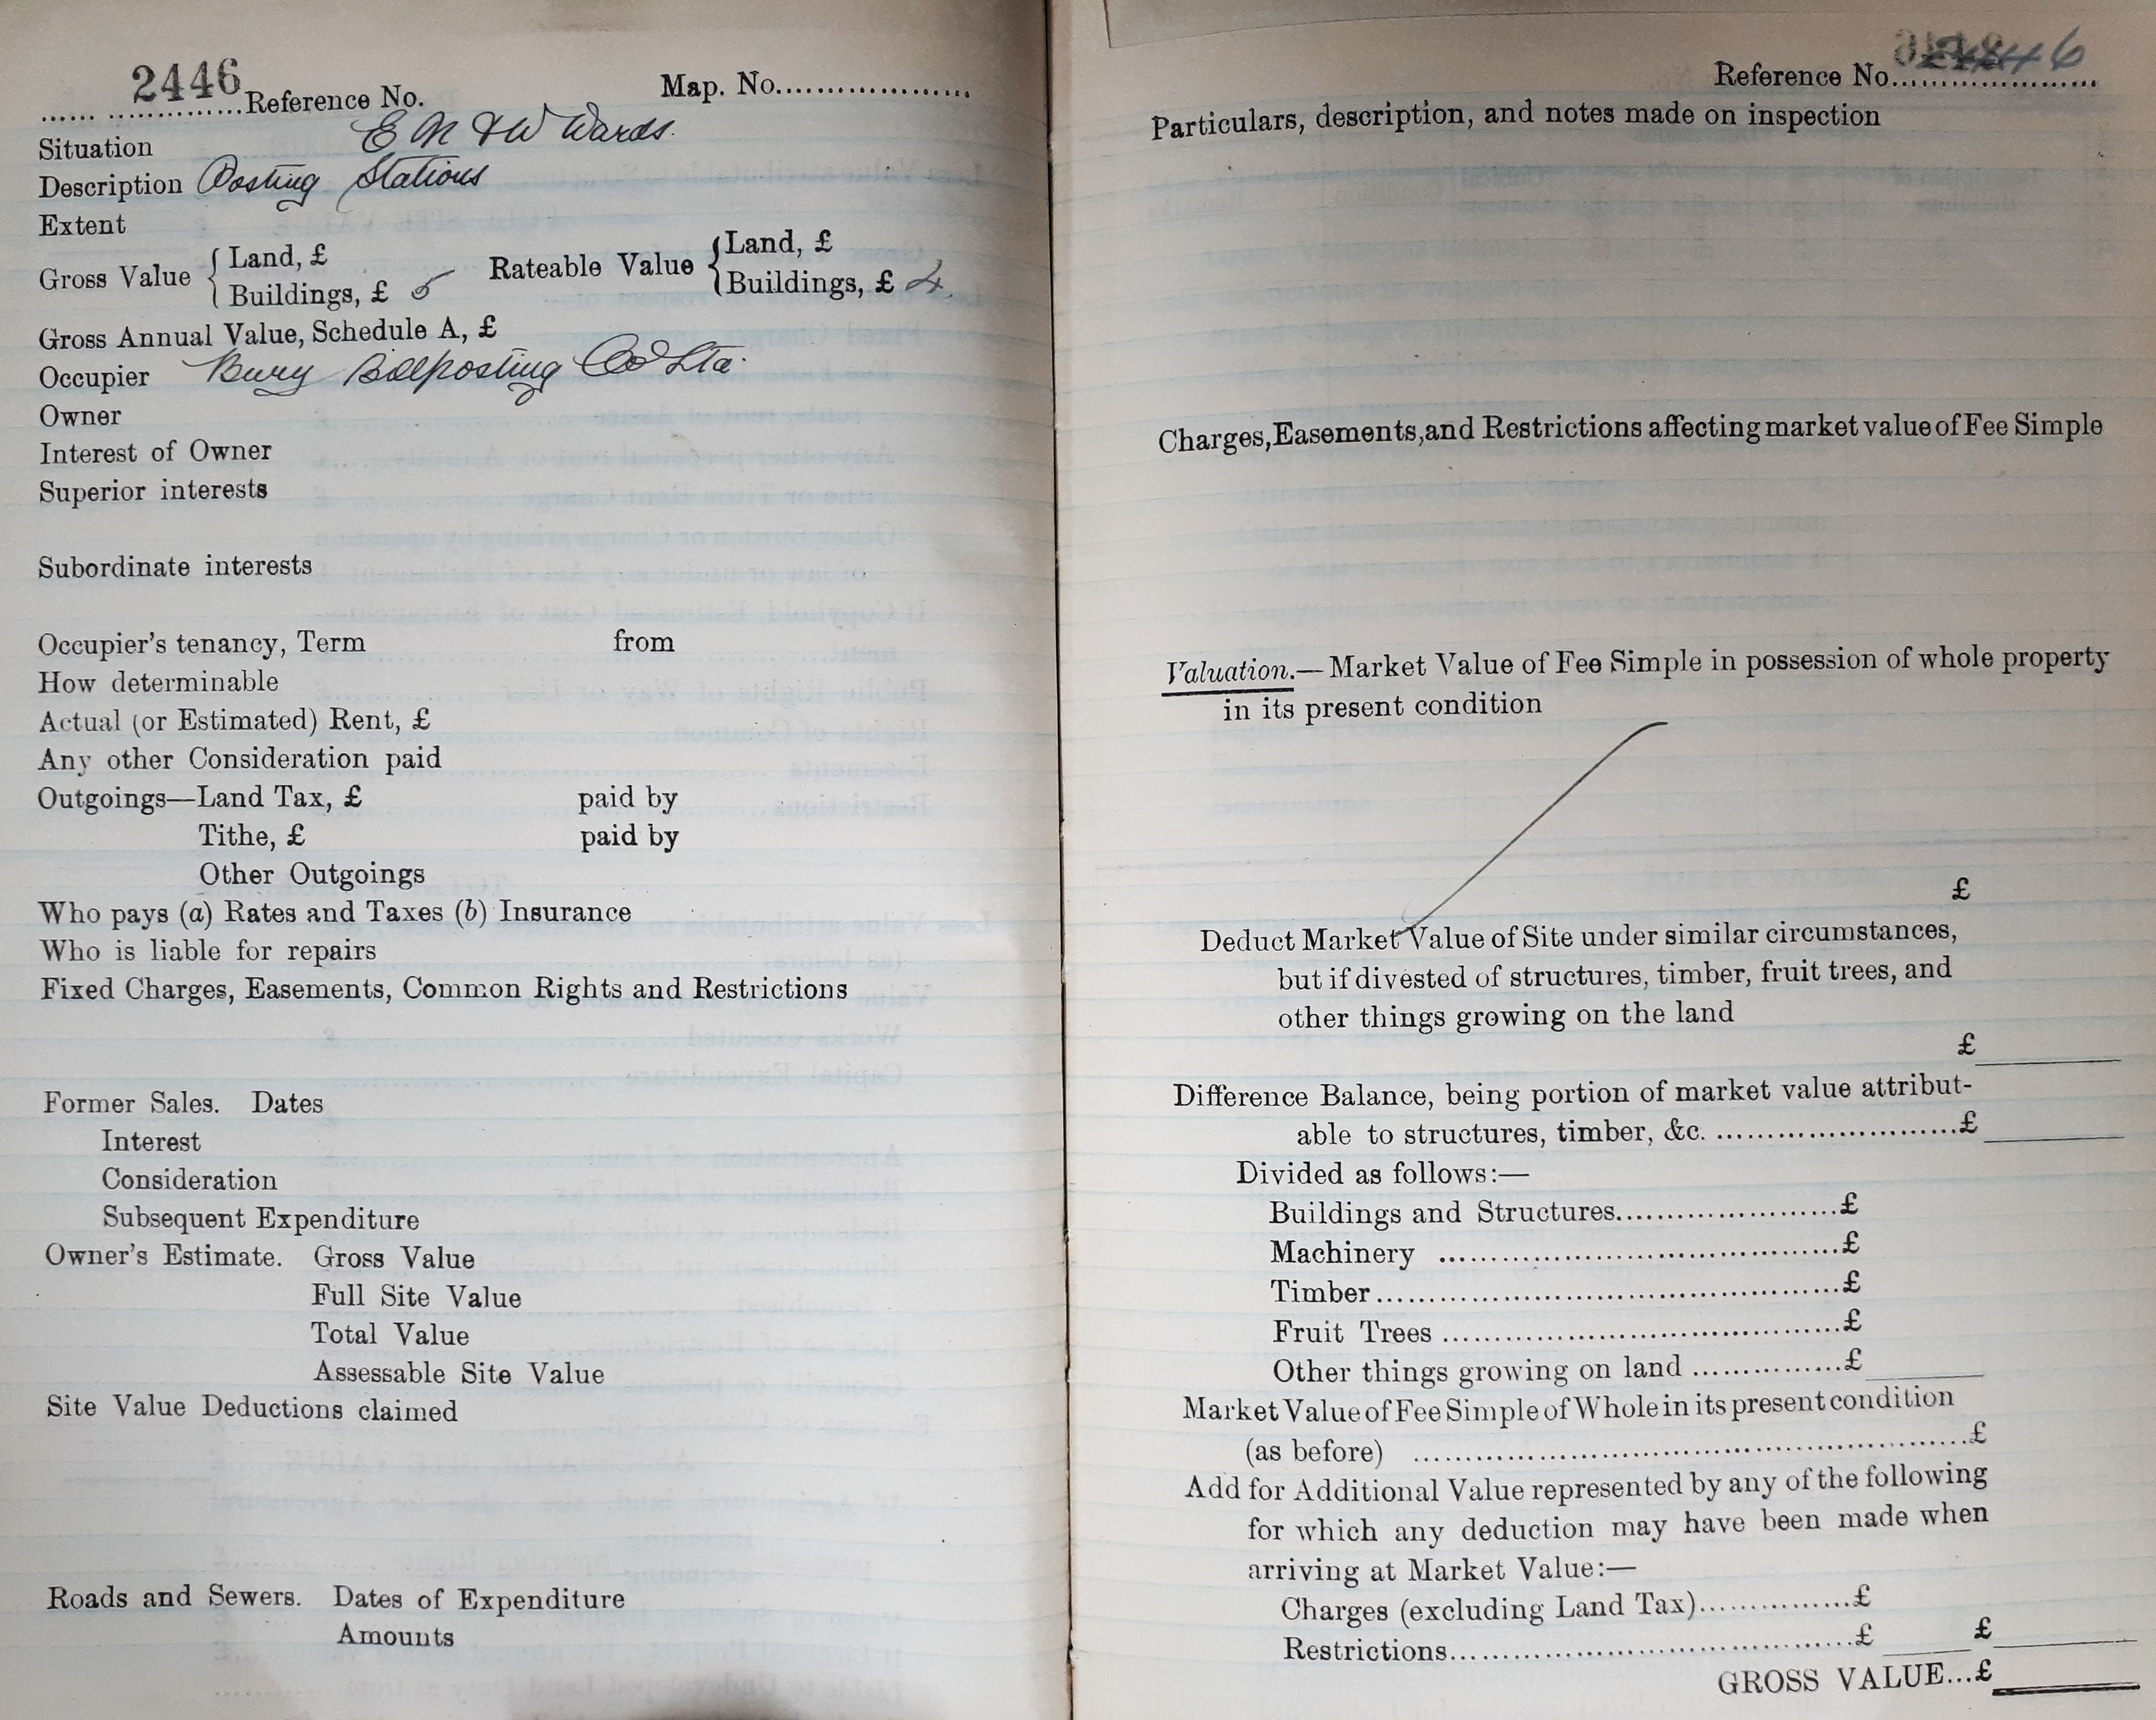 2446
Reference No. Map. No.
Situation E N & W Wards.
Description Posting Stations
Extent
Gross Value { Land, £ Rateable Value { Land, £
Buildings, £ 5 Buildings, £ 4
Gross Annual Value, Schedule A, £
Occupier Bury Billposting Co Ltd.
Owner
Interest of Owner
Superior interests
Subordinate interests
Occupier's tenancy, Term from
How determinable
Actual (or Estimated) Rent, £
Any other Consideration paid
Outgoings—Land Tax, £ paid by
Tithe, £ paid by
Other Outgoings
Who pays (a) Rates and Taxes (b) Insurance
Who is liable for repairs
Fixed Charges, Easements, Common Rights and Restrictions
Former Sales. Dates
Interest
Consideration
Subsequent Expenditure
Owner's Estimate. Gross Value
Full Site Value
Total Value
Assessable Site Value
Site Value Deductions claimed
Roads and Sewers. Dates of Expenditure
Amounts
Reference No.
Particulars, description, and notes made on inspection
Charges, Easements, and Restrictions affecting market value of Fee Simple
Valuation.—Market Value of Fee Simple in possession of whole property
in its present condition
£
Deduct Market Value of Site under similar circumstances,
but if divested of structures, timber, fruit trees, and
other things growing on the land
£
Difference Balance, being portion of market value attribut-
able to structures, timber, &c. £
Divided as follows:—
Buildings and Structures £
Machinery £
Timber £
Fruit Trees £
Other things growing on land £
Market Value of Fee Simple of Whole in its present condition
(as before) £
Add for Additional Value represented by any of the following
for which any deduction may have been made when
arriving at Market Value:—
Charges (excluding Land Tax) £
Restrictions £ £
GROSS VALUE...£